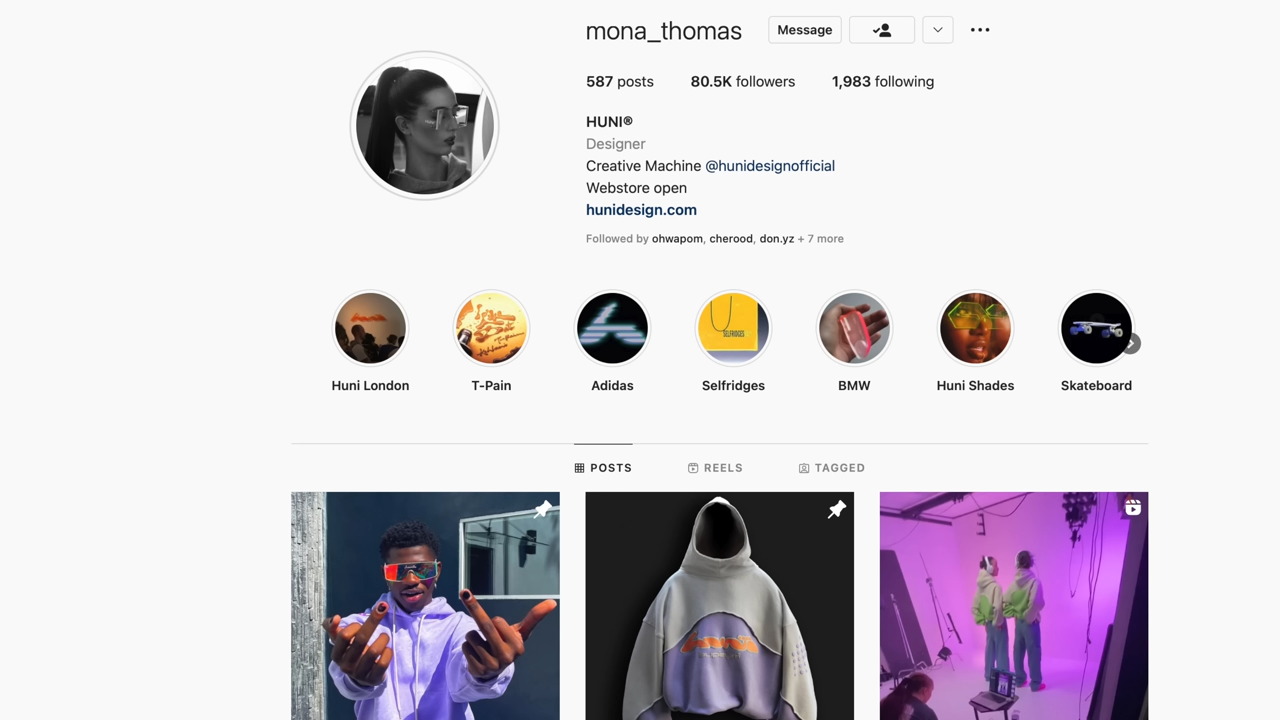 mona_thomas
Message
587 posts 80.5K followers 1,983 following
HUNI®
Designer
Creative Machine @hunidesignofficial
Webstore open
hunidesign.com
Followed by ohwapom, cherood, don.yz + 7 more
SELFRIDGES
Huni London T-Pain Adidas Selfridges BMW Huni Shades Skateboard
POSTS REELS TAGGED